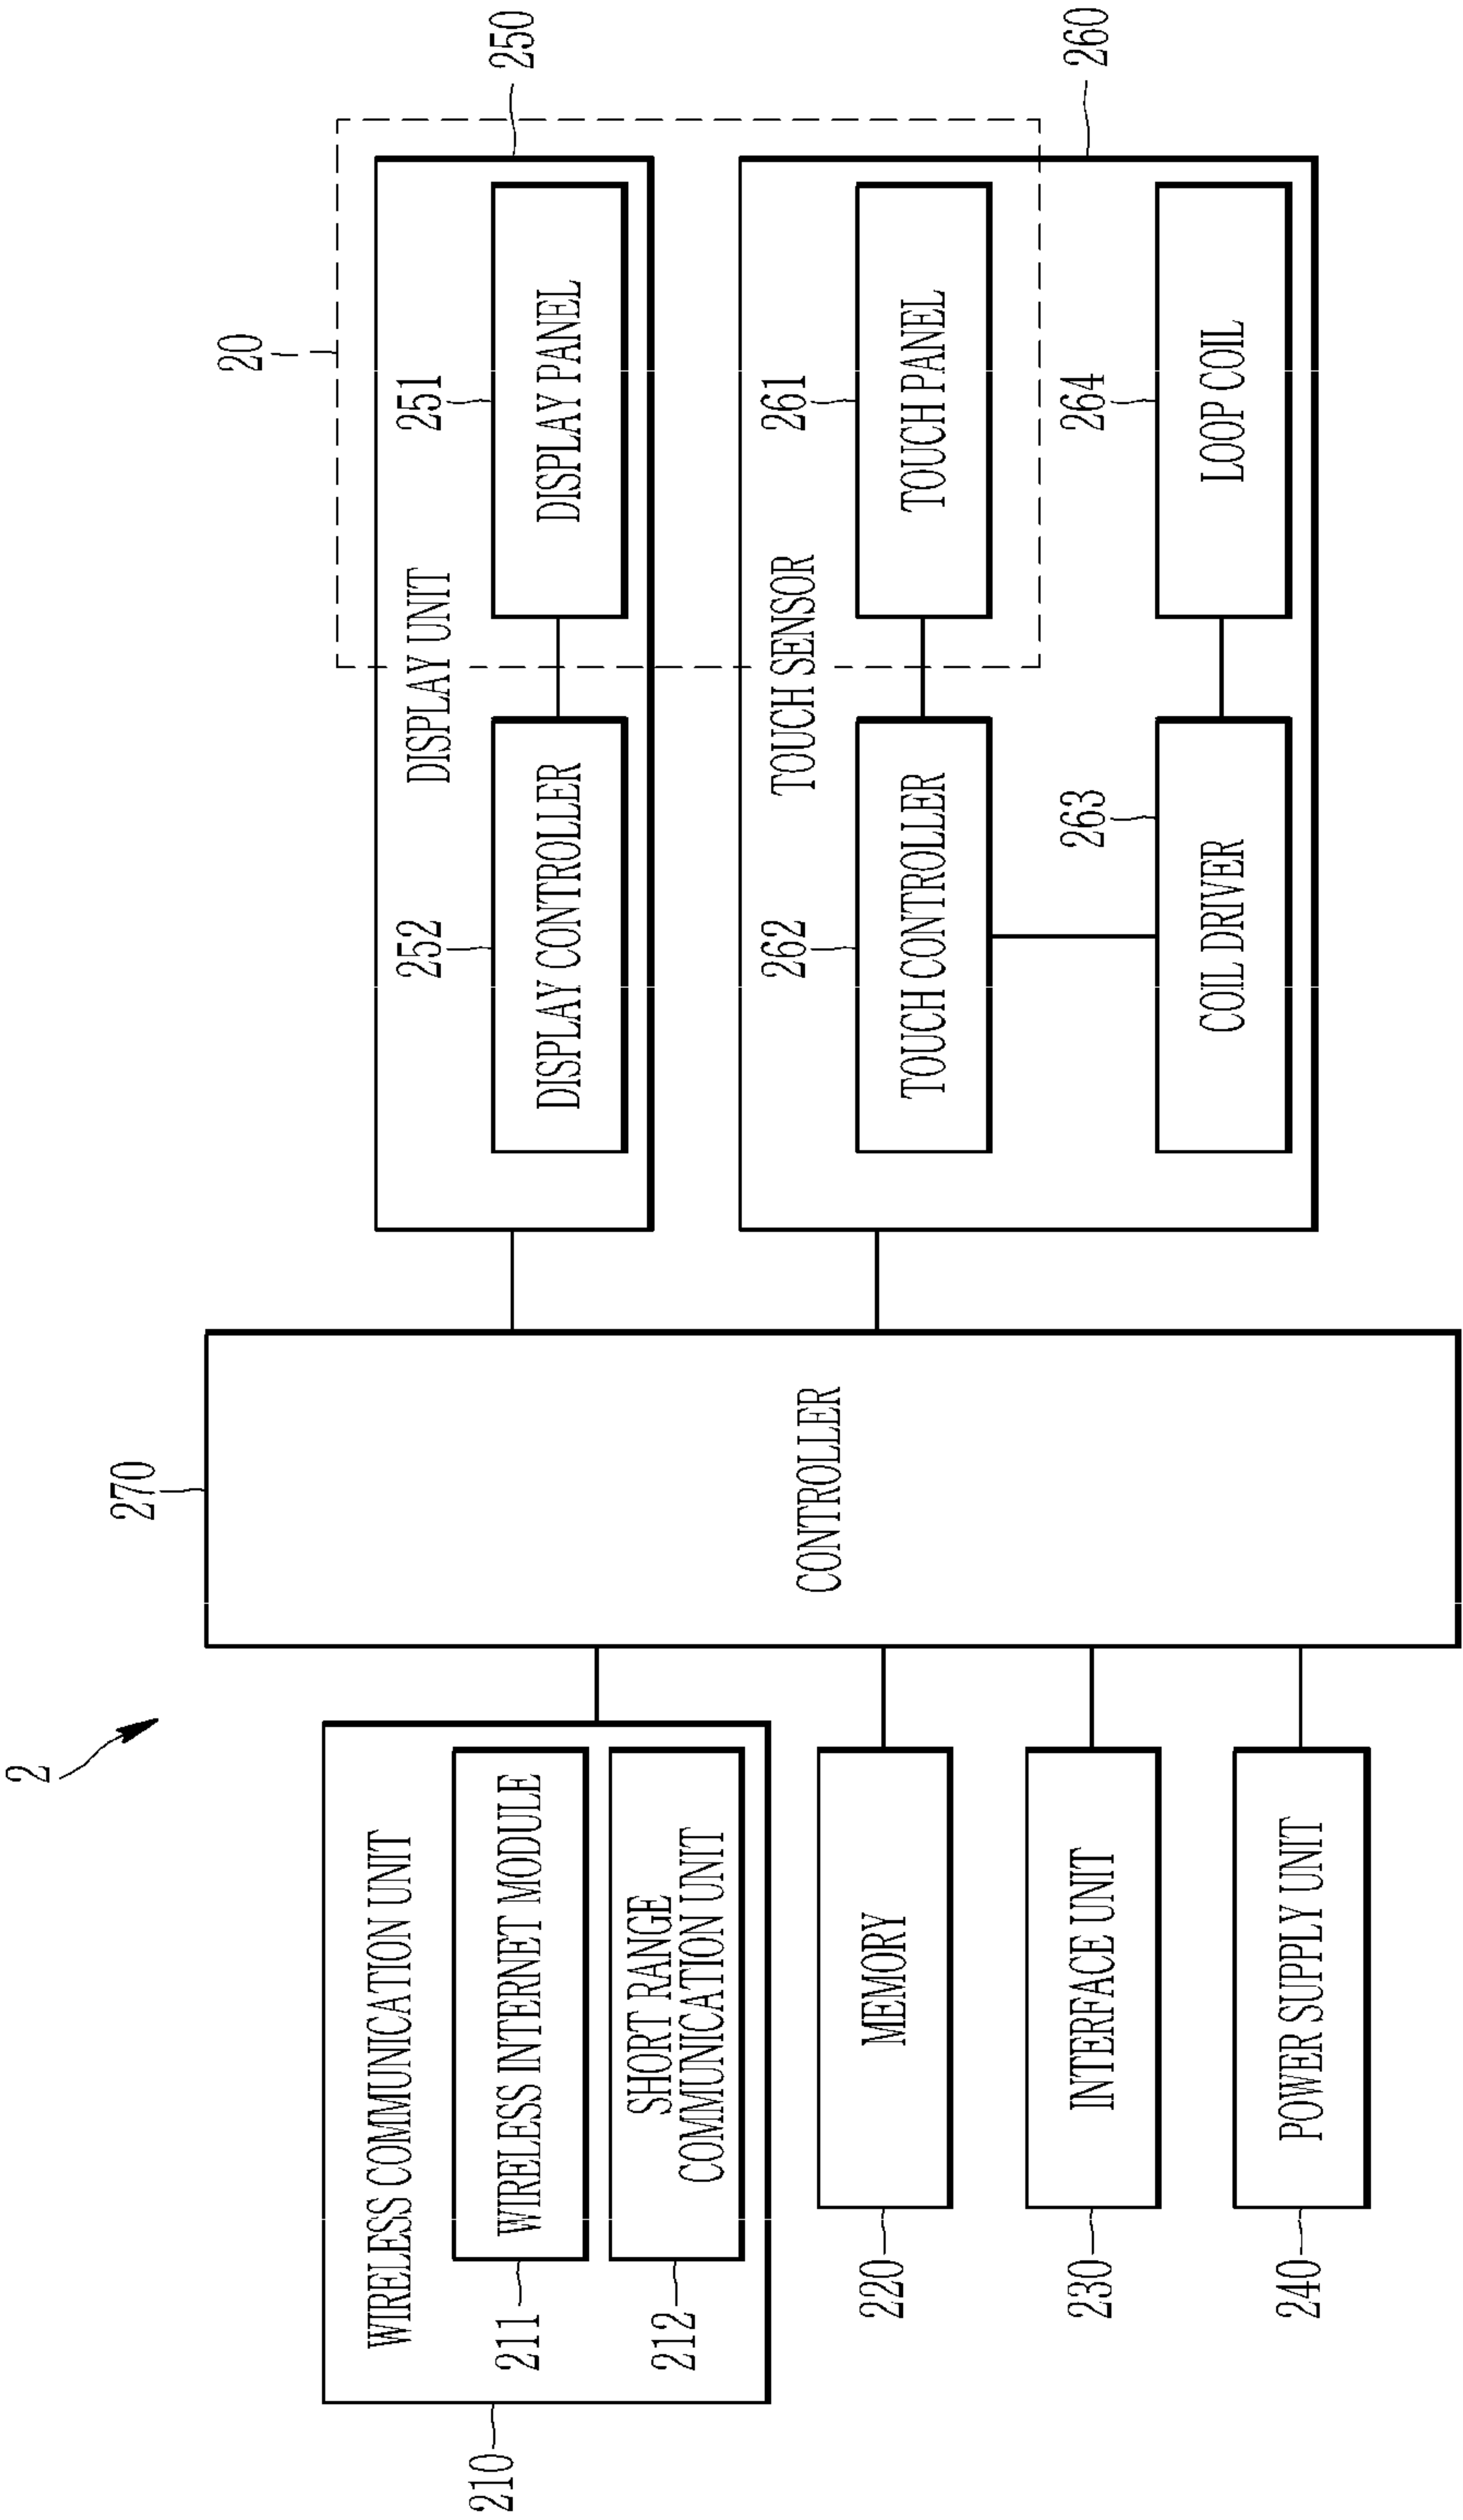 2
270
20
210
WIRELESS COMMUNICATION UNIT
211
WIRELESS INTERNET MODULE
212
SHORT RANGE
COMMUNICATION UNIT
220
MEMORY
230
INTERFACE UNIT
240
POWER SUPPLY UNIT
CONTROLLER
250
DISPLAY UNIT
252
DISPLAY CONTROLLER
251
DISPLAY PANEL
260
TOUCH SENSOR
262
TOUCH CONTROLLER
261
TOUCH PANEL
263
COIL DRIVER
264
LOOP COIL